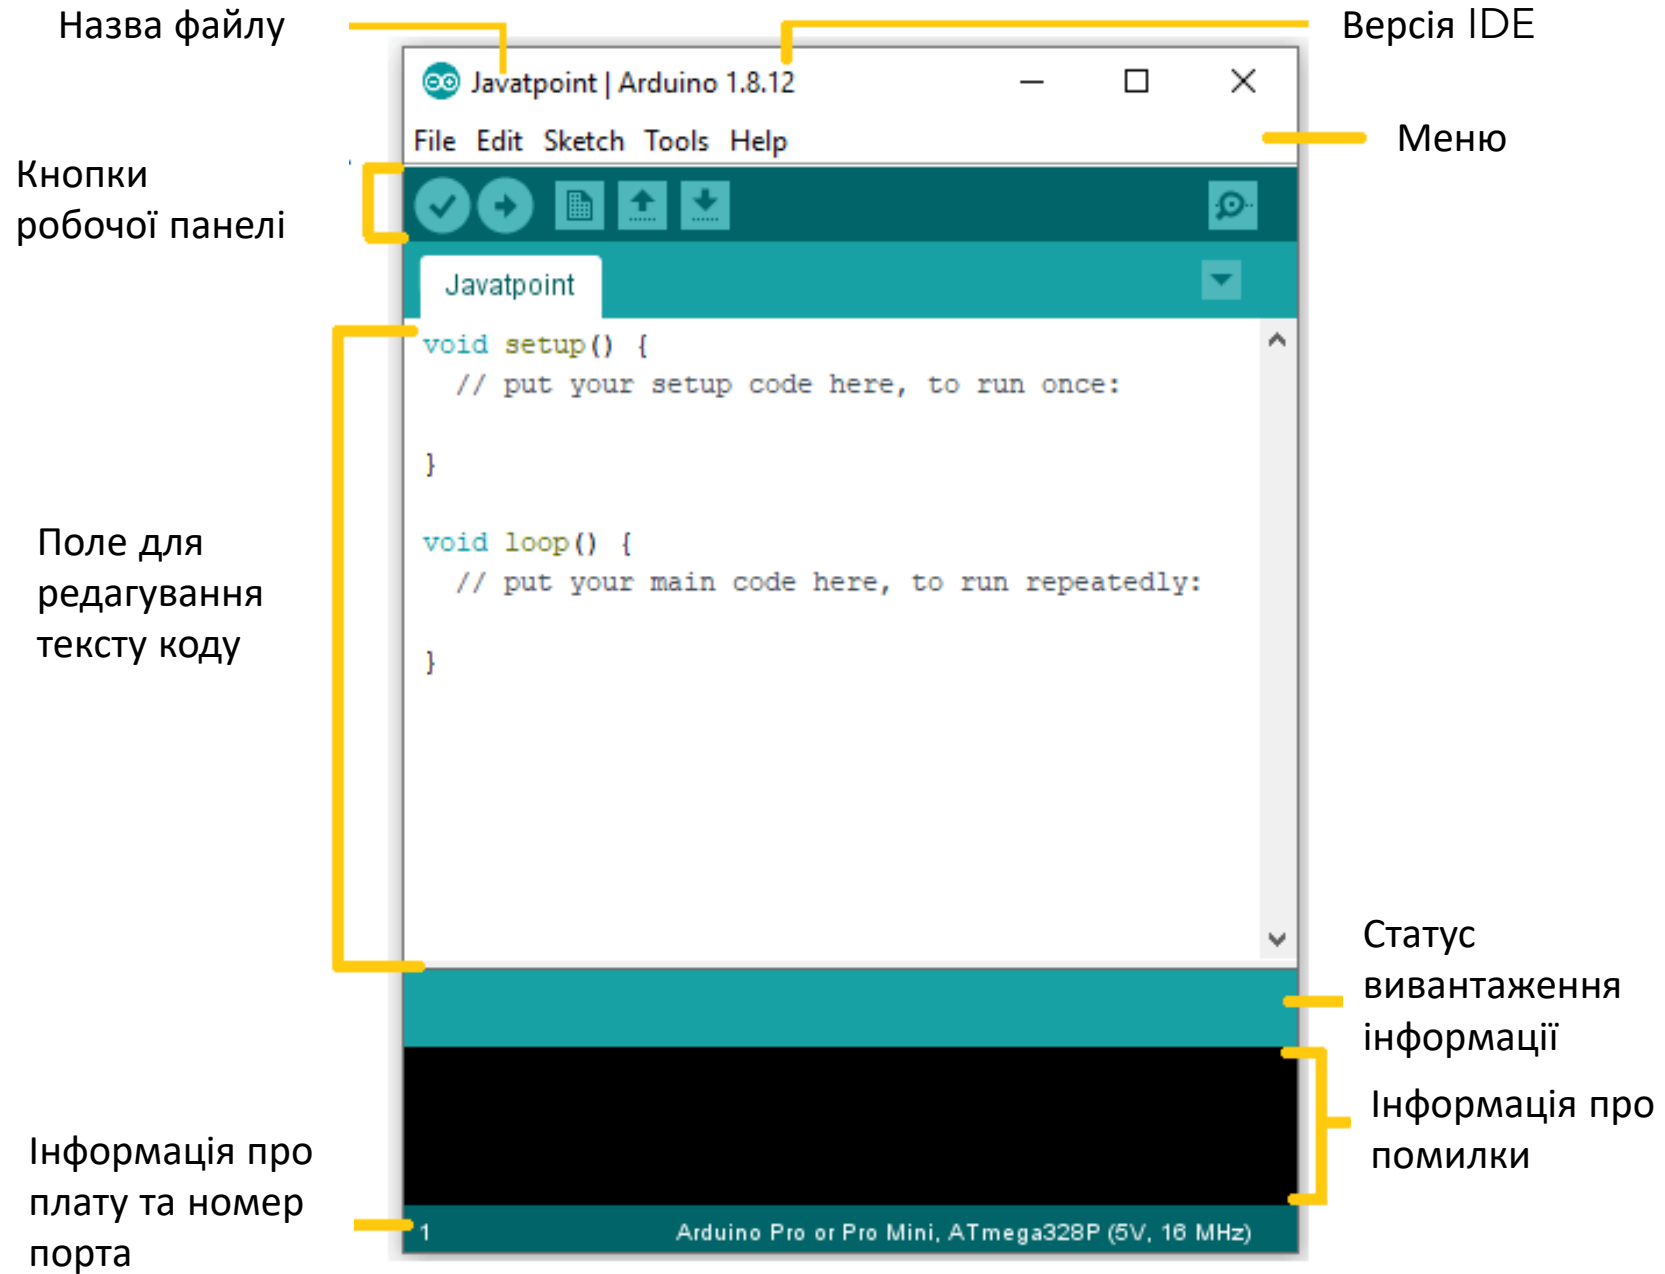 Назва файлу
Версія IDE
Javatpoint | Arduino 1.8.12
File Edit Sketch Tools Help
Меню
Кнопки
робочої панелі
Javatpoint
void setup() {
// put your setup code here, to run once:
}
void loop() {
// put your main code here, to run repeatedly:
}
Поле для
редагування
тексту коду
Статус
вивантаження
інформації
Інформація про
помилки
Інформація про
плату та номер
порта
1
Arduino Pro or Pro Mini, ATmega328P (5V, 16 MHz)